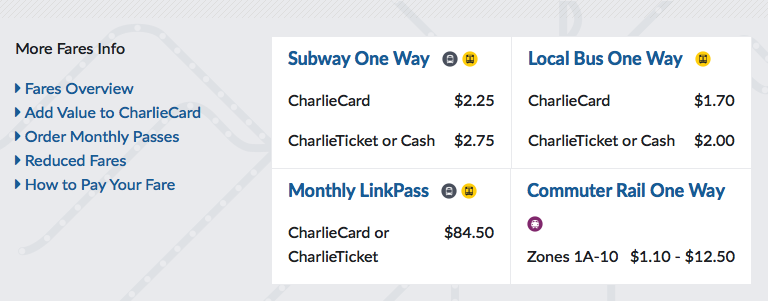 More Fares Info
Fares Overview
Add Value to CharlieCard
Order Monthly Passes
Reduced Fares
How to Pay Your Fare
Subway One Way
CharlieCard $2.25
CharlieTicket or Cash $2.75
Local Bus One Way
CharlieCard $1.70
CharlieTicket or Cash $2.00
Monthly LinkPass
CharlieCard or $84.50
CharlieTicket
Commuter Rail One Way
Zones 1A-10 $1.10 - $12.50